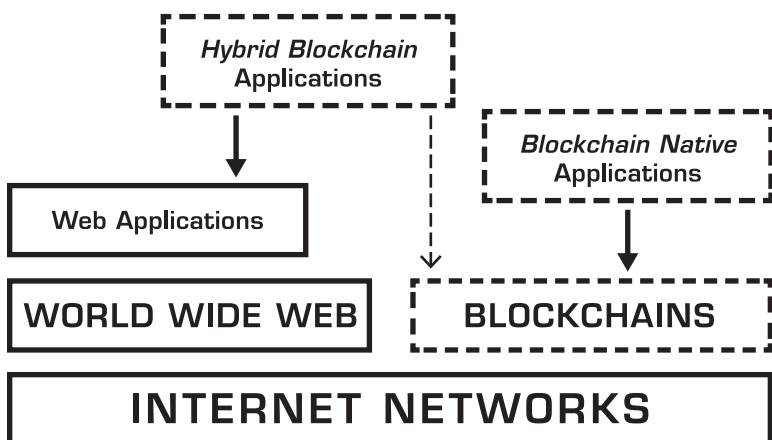 Hybrid Blockchain
Applications
Blockchain Native
Applications
Web Applications
WORLD WIDE WEB
BLOCKCHAINS
INTERNET NETWORKS